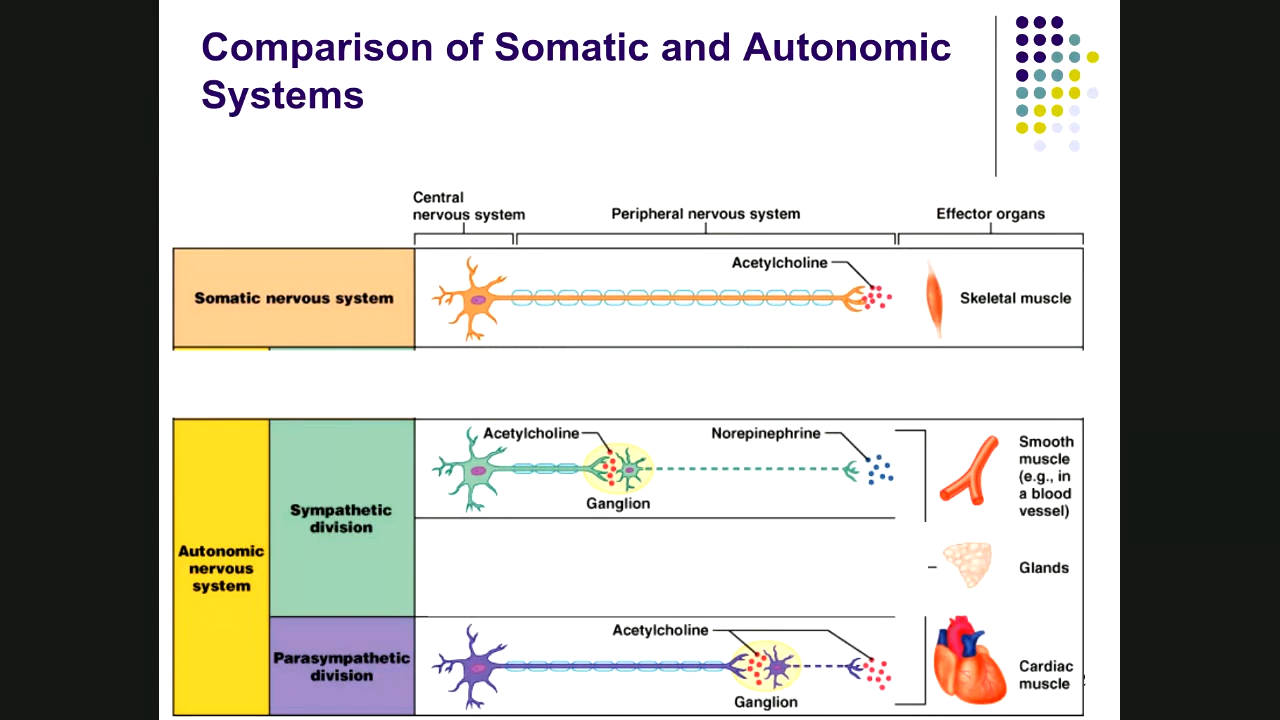 Comparison of Somatic and Autonomic
Systems
Central
nervous system
Peripheral nervous system
Effector organs
Somatic nervous system
Acetylcholine
Skeletal muscle
Autonomic
nervous
system
Sympathetic
division
Acetylcholine
Ganglion
Norepinephrine
Smooth
muscle
(e.g., in
a blood
vessel)
Glands
Parasympathetic
division
Acetylcholine
Ganglion
Cardiac
muscle